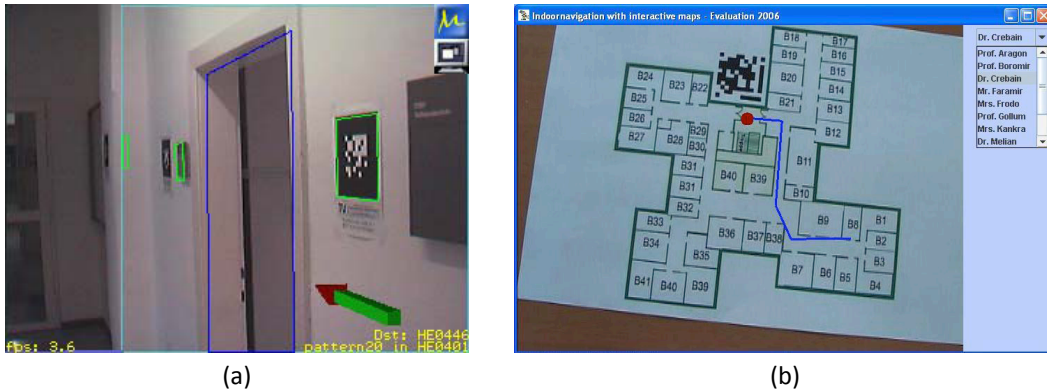 Indoornavigation with interactive maps - Evaluation 2006
Dr. Crebain
Prof. Aragon
Prof. Boromir
Dr. Crebain
Mr. Faramir
Mrs. Frodo
Prof. Gollum
Mrs. Kankra
Dr. Melian
B18
B17
B19
B16
B20
B15
B14
B21
B13
B12
B24
B23
B22
B25
B26
B27
B28
B29
B30
B31
B31
B32
B40
B39
B11
B10
B9
B8
B1
B2
B3
B4
B33
B34
B35
B36
B37
B38
B7
B6
B5
B41
B40
B39
Dst: HE0446
fps: 3.6
pattern20 in HE0401
(a)
(b)